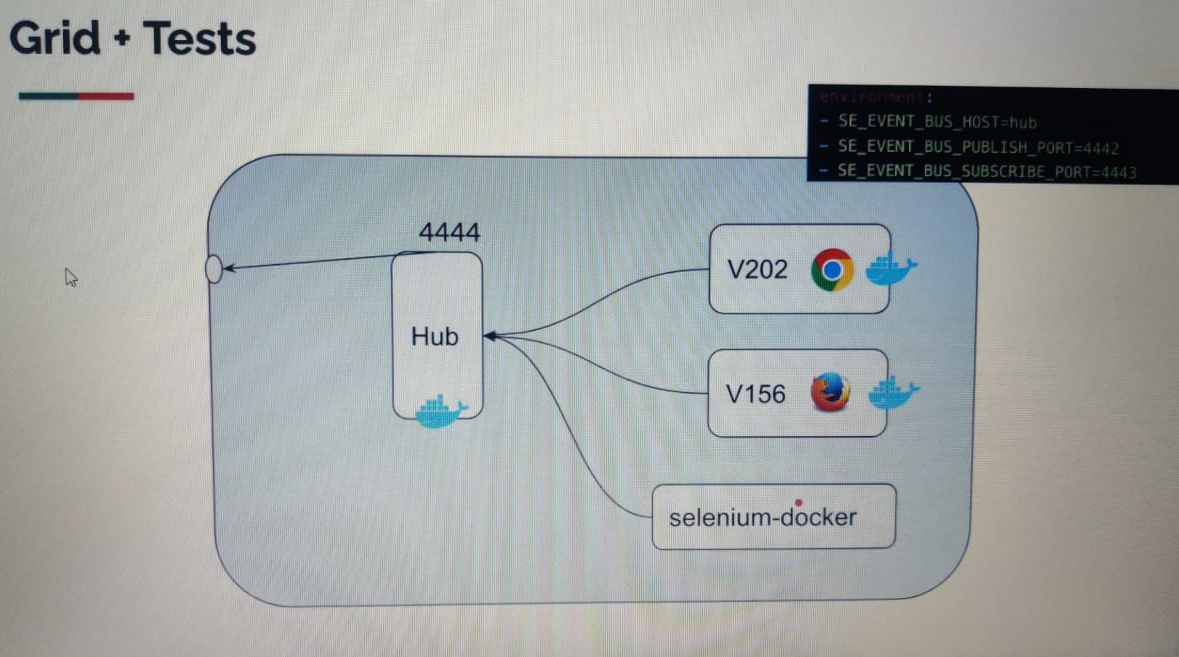 Grid + Tests
environment:
- SE_EVENT_BUS_HOST=hub
- SE_EVENT_BUS_PUBLISH_PORT=4442
- SE_EVENT_BUS_SUBSCRIBE_PORT=4443
4444
V202
Hub
V156
selenium-docker